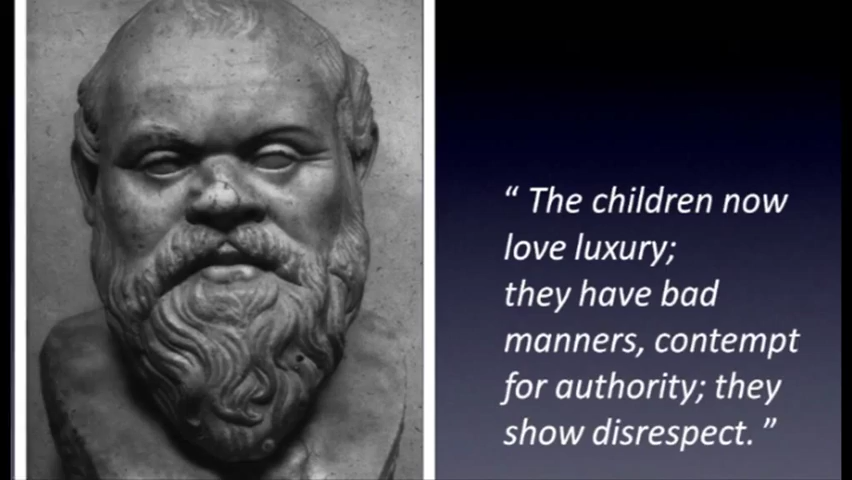 “ The children now
love luxury;
they have bad
manners, contempt
for authority; they
show disrespect. ”